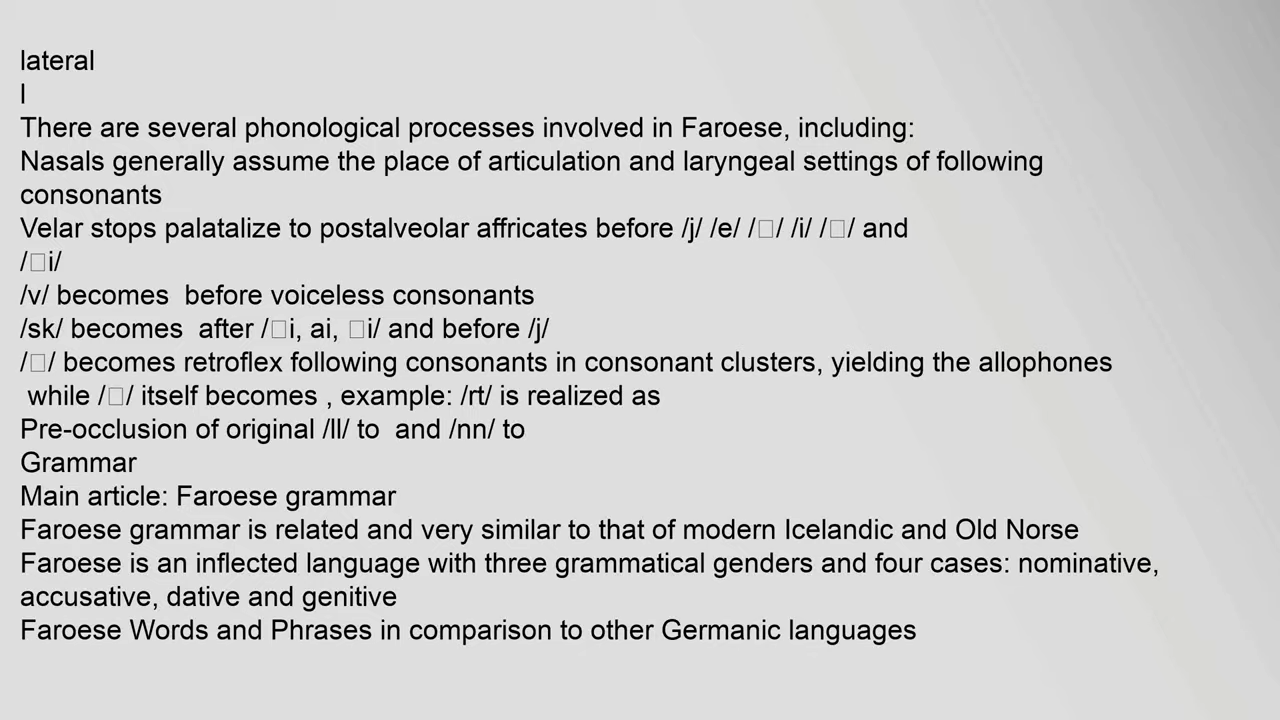 lateral
l
There are several phonological processes involved in Faroese, including:
Nasals generally assume the place of articulation and laryngeal settings of following
consonants
Velar stops palatalize to postalveolar affricates before /j/ /e/ /□/ /i/ /□/ and
/□i/
/v/ becomes  before voiceless consonants
/sk/ becomes  after /□i, ai, □i/ and before /j/
/□/ becomes retroflex following consonants in consonant clusters, yielding the allophones
while /□/ itself becomes , example: /rt/ is realized as
Pre-occlusion of original /ll/ to  and /nn/ to
Grammar
Main article: Faroese grammar
Faroese grammar is related and very similar to that of modern Icelandic and Old Norse
Faroese is an inflected language with three grammatical genders and four cases: nominative,
accusative, dative and genitive
Faroese Words and Phrases in comparison to other Germanic languages